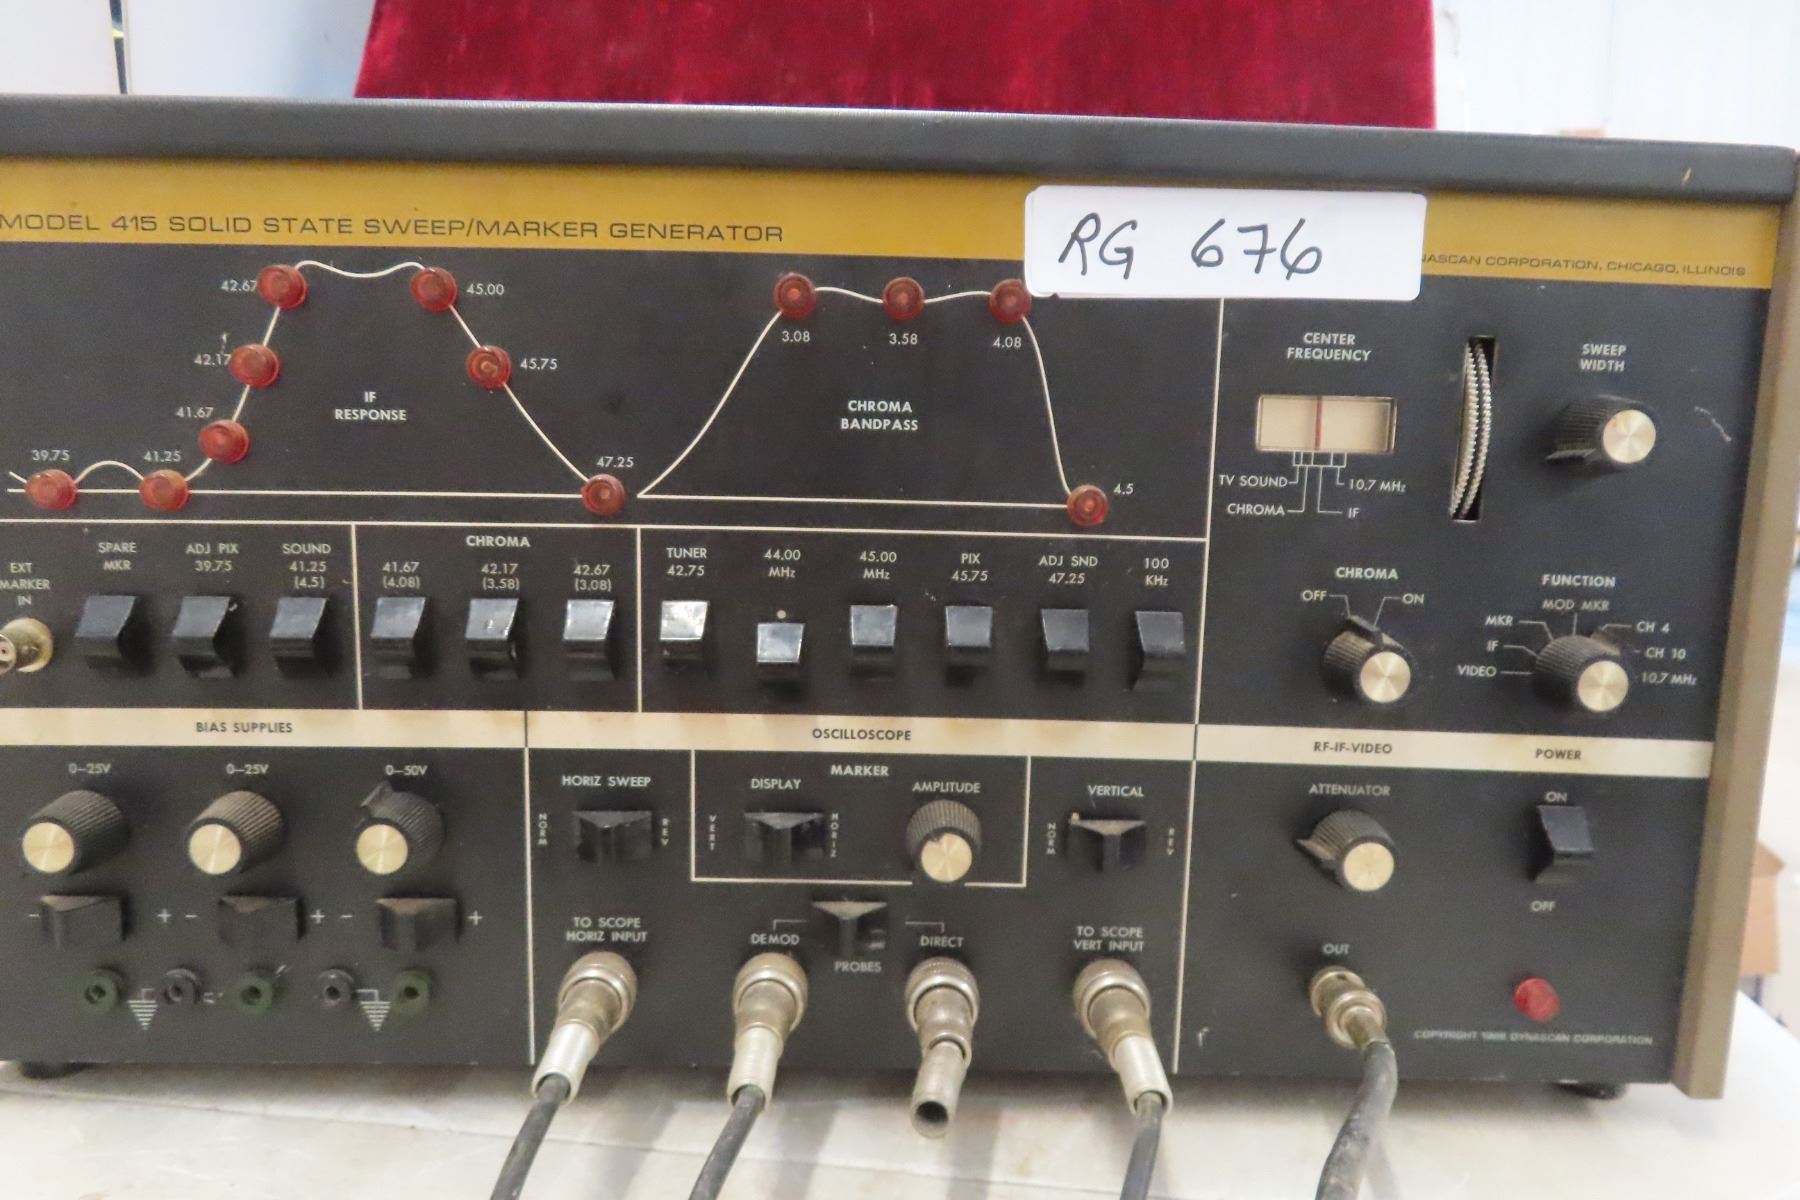 MODEL 415 SOLID STATE SWEEP/MARKER GENERATOR
RG 676
CORPORATION, CHICAGO, ILLINOIS
42.67
45.00
42.17
45.75
41.67
IF
RESPONSE
39.75
41.25
47.25
3.08
3.58
4.08
CHROMA
BANDPASS
4.5
CENTER
FREQUENCY
SWEEP
WIDTH
TV SOUND
10.7 MHz
CHROMA
IF
EXT
MARKER
IN
SPARE
MKR
ADJ PIX
39.75
SOUND
41.25
(4.5)
CHROMA
41.67
(4.08)
42.17
(3.58)
42.67
(3.08)
TUNER
42.75
44.00
MHz
45.00
MHz
PIX
45.75
ADJ SND
47.25
100
KHz
CHROMA
OFF
ON
FUNCTION
MOD MKR
MKR
CH 4
IF
CH 10
VIDEO
10.7 MHz
BIAS SUPPLIES
OSCILLOSCOPE
RF-IF-VIDEO
POWER
0-25V
0-25V
0-50V
- + - + - +
HORIZ SWEEP
NORM
REV
MARKER
DISPLAY
VERT
HORIZ
AMPLITUDE
VERTICAL
NORM
REV
ATTENUATOR
ON
OFF
TO SCOPE
HORIZ INPUT
DEMOD
DIRECT
PROBES
TO SCOPE
VERT INPUT
OUT
COPYRIGHT DYNASCAN CORPORATION